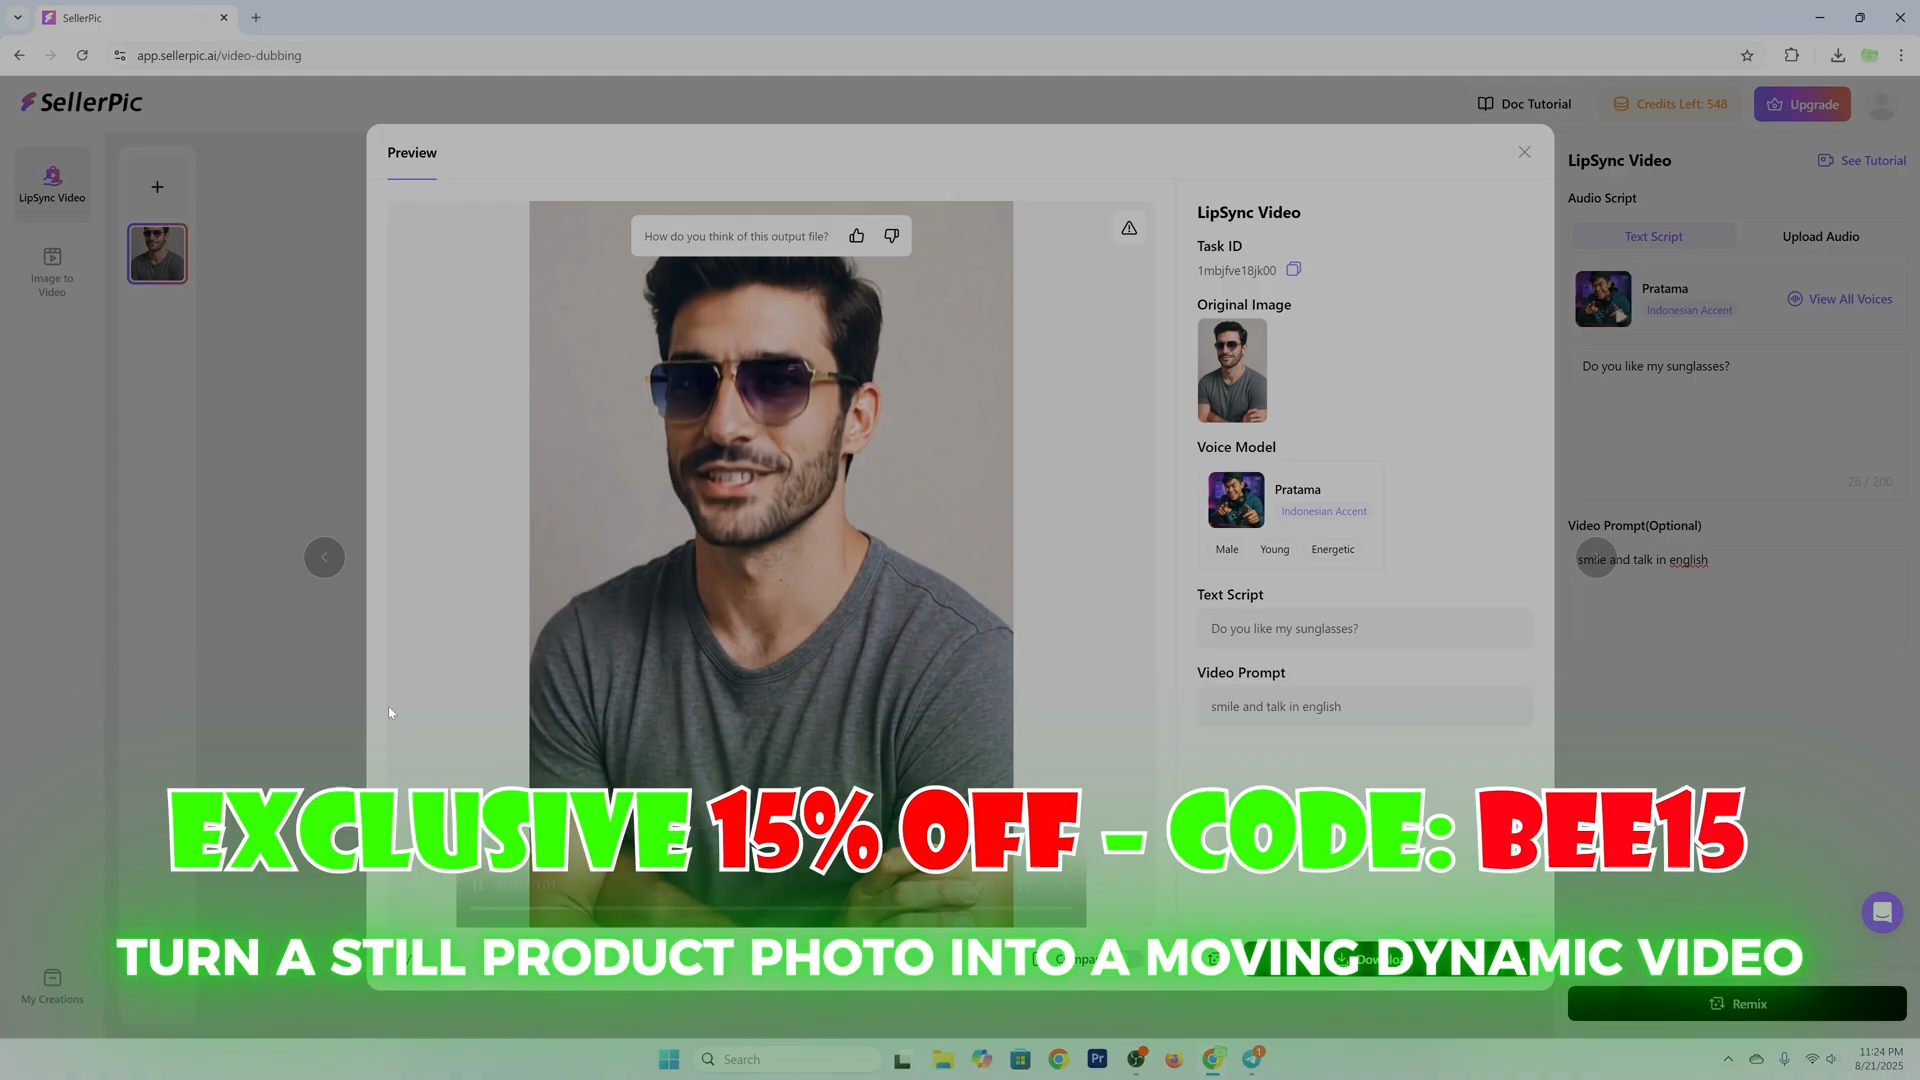 SellerPic
app.sellerpic.ai/video-dubbing
SellerPic
Doc Tutorial
Credits Left: 548
Upgrade
LipSync Video
Image to
Video
My Creations
Preview
How do you think of this output file?
LipSync Video
Task ID
1mbjfve18jk00
Original Image
Voice Model
Pratama
Indonesian Accent
Male Young Energetic
Text Script
Do you like my sunglasses?
Video Prompt
smile and talk in english
LipSync Video
See Tutorial
Audio Script
Text Script
Upload Audio
Pratama
Indonesian Accent
View All Voices
Do you like my sunglasses?
26 / 200
Video Prompt(Optional)
smile and talk in english
EXCLUSIVE 15% OFF - CODE: BEE15
TURN A STILL PRODUCT PHOTO INTO A MOVING DYNAMIC VIDEO
Remix
Search
Pr
1
11:24 PM
8/21/2025